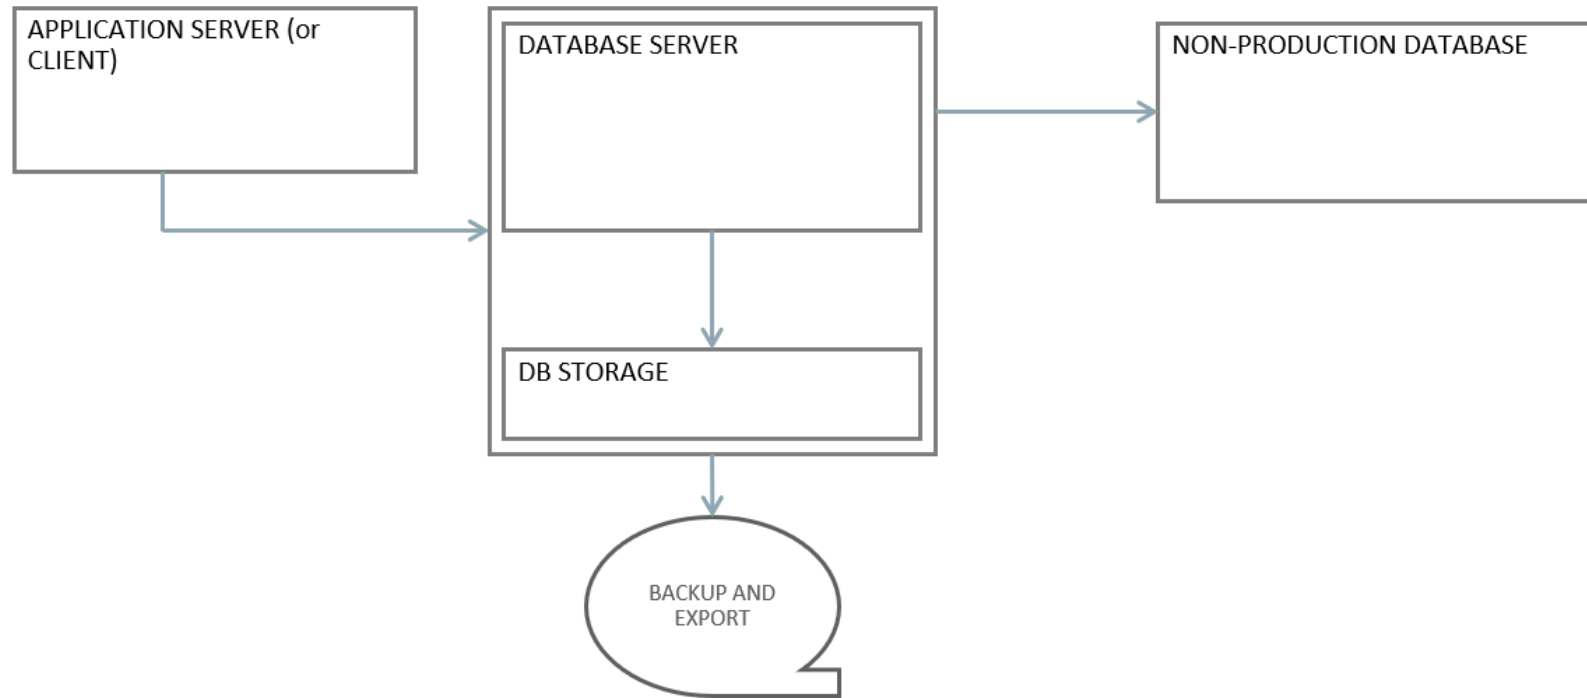 APPLICATION SERVER (or
CLIENT)
DATABASE SERVER
NON-PRODUCTION DATABASE
DB STORAGE
BACKUP AND
EXPORT